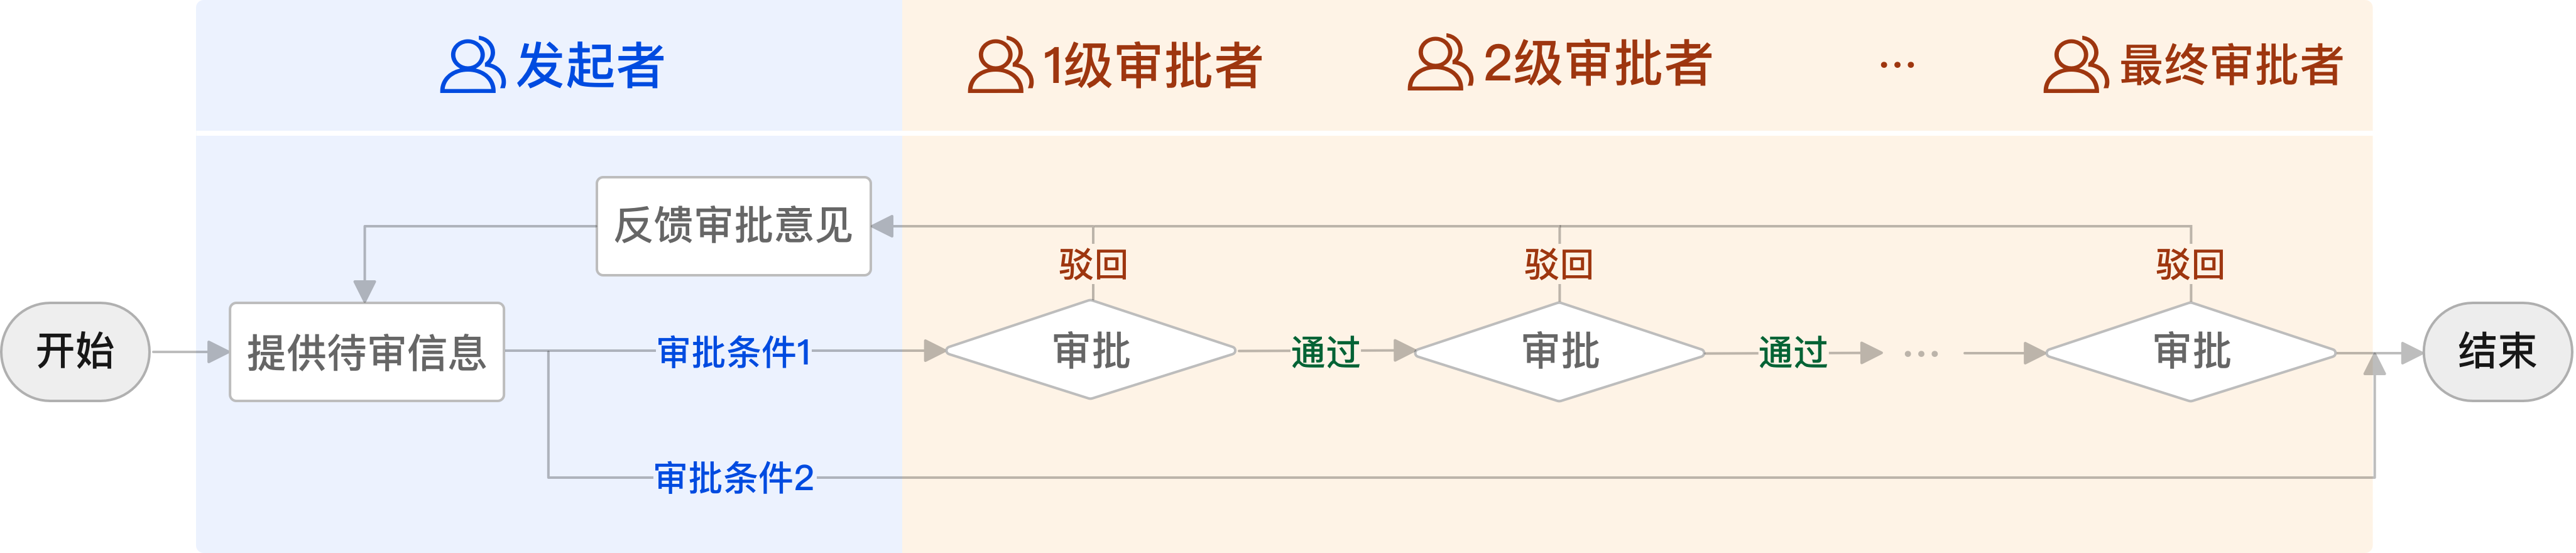 发起者
1级审批者
2级审批者
...
最终审批者
反馈审批意见
驳回
驳回
驳回
开始
提供待审信息
审批条件1
审批
通过
审批
通过
...
审批
结束
审批条件2